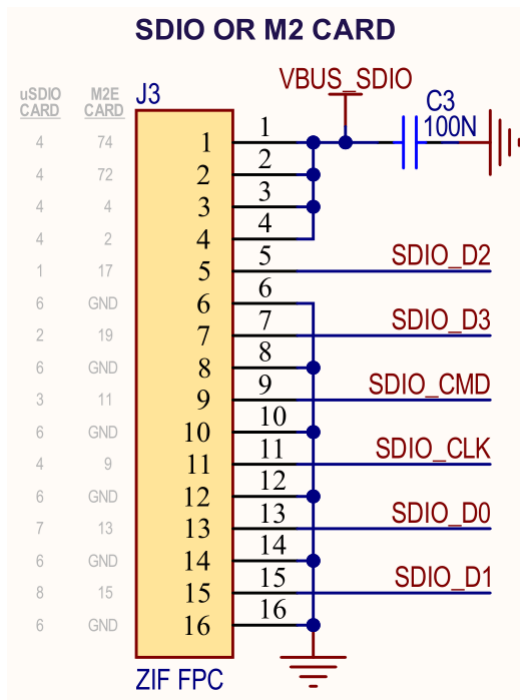 SDIO OR M2 CARD
uSDIO CARD M2E CARD J3 VBUS_SDIO C3 100N
4 74 1 1
4 72 2 2
4 4 3 3
4 2 4 4
1 17 5 5 SDIO_D2
6 GND 6 6
2 19 7 7 SDIO_D3
6 GND 8 8
3 11 9 9 SDIO_CMD
6 GND 10 10
4 9 11 11 SDIO_CLK
6 GND 12 12
7 13 13 13 SDIO_D0
6 GND 14 14
8 15 15 15 SDIO_D1
6 GND 16 16
ZIF FPC